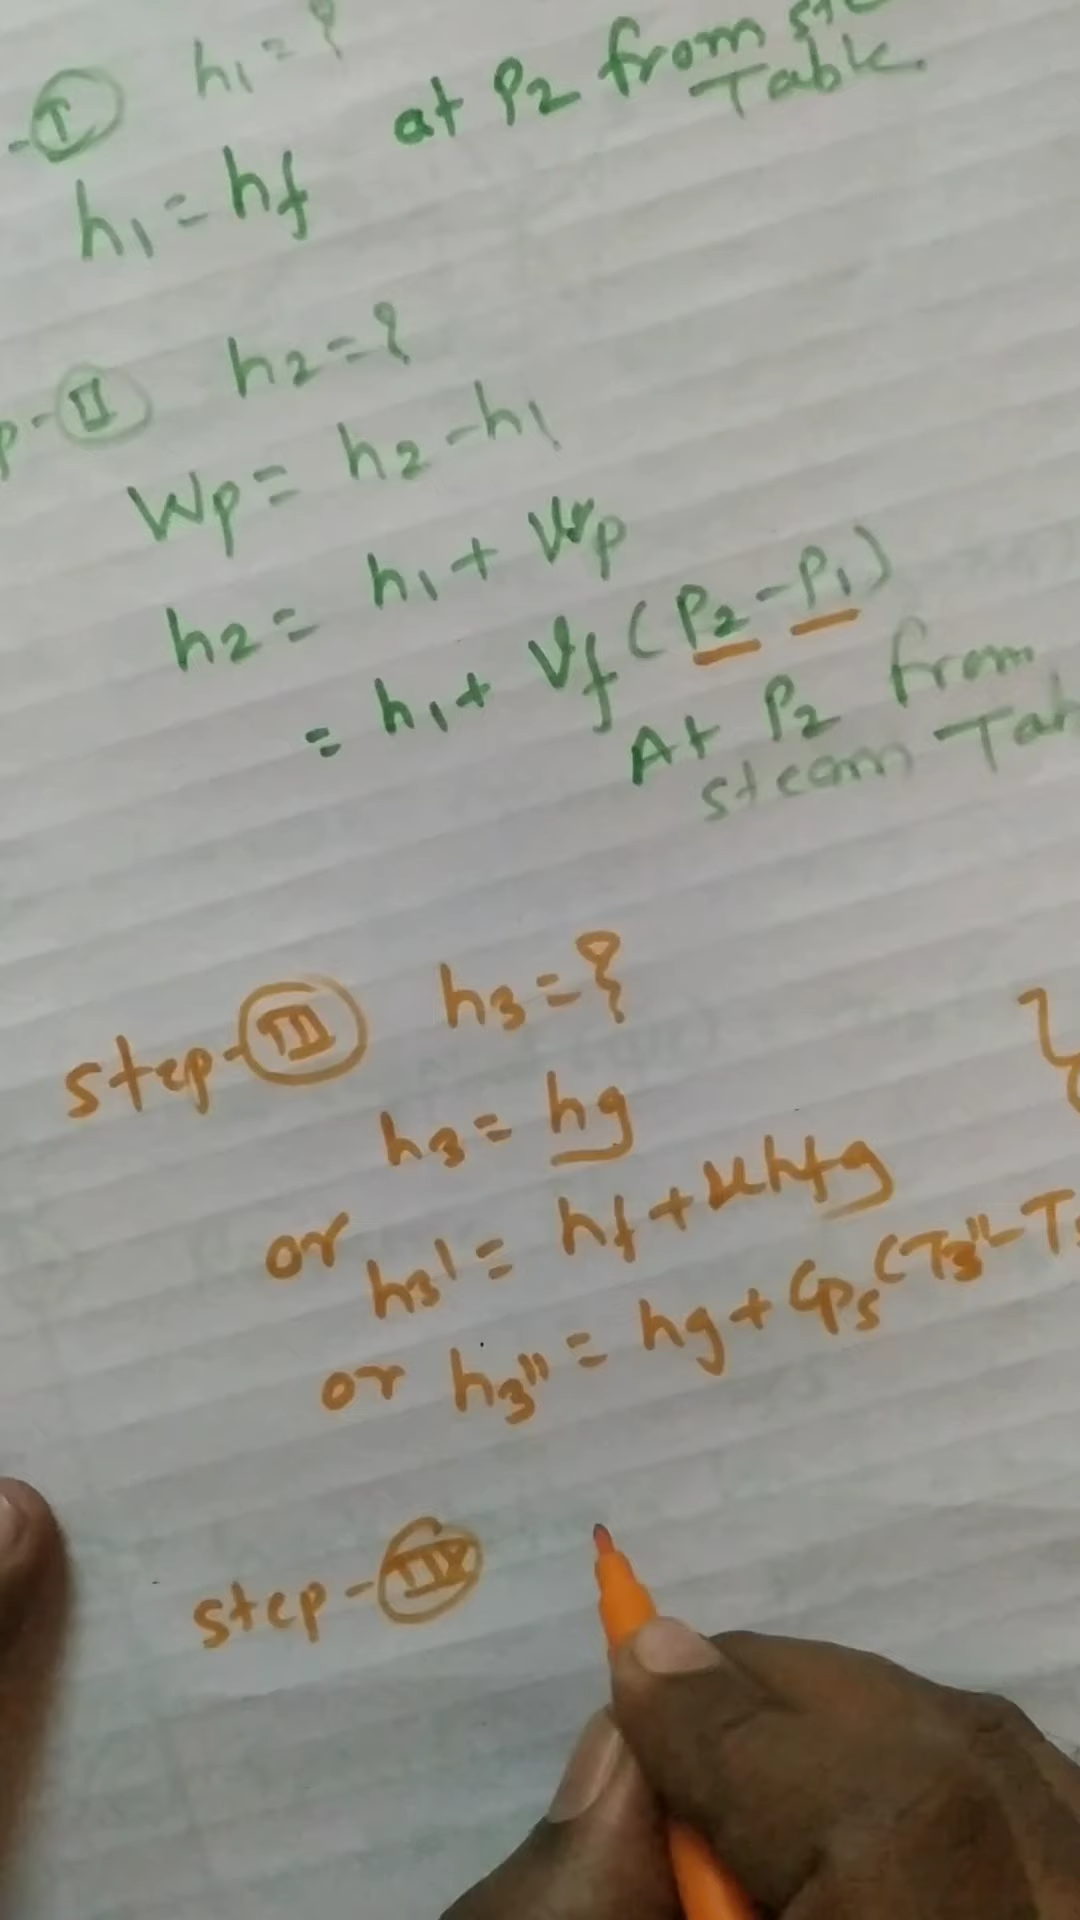 -I h1 = ?
h1 = hf at P2 from
Table.
p-II h2 = ?
Wp = h2 - h1
h2 = h1 + Wp
= h1 + Vf (P2 - P1)
At P2 from
steam Tab
step-III h3 = ?
h3 = hg
or h3' = hf + xhfg
or h3" = hg + Cps (T3" - T
step-IIX